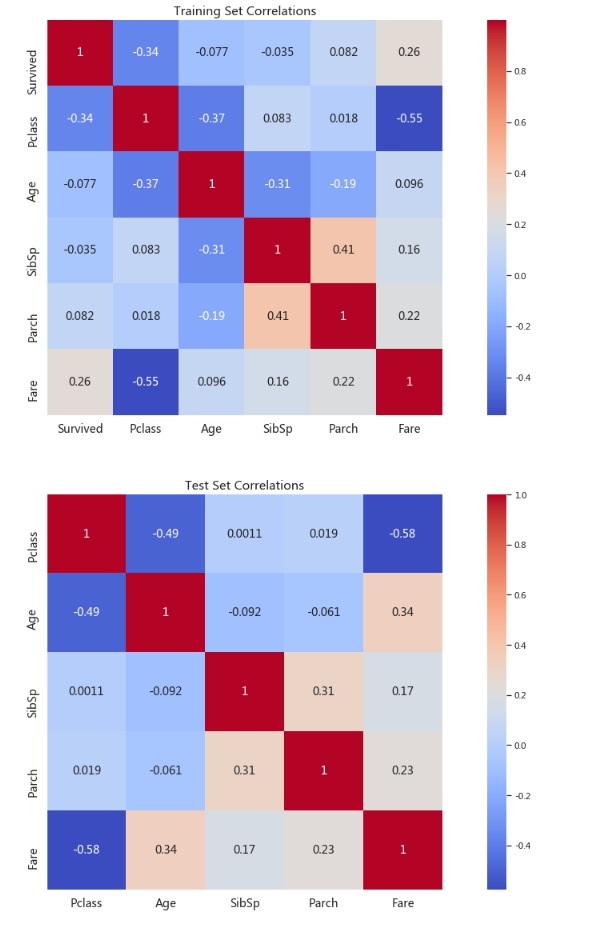 Training Set Correlations
Survived 1 -0.34 -0.077 -0.035 0.082 0.26
Pclass -0.34 1 -0.37 0.083 0.018 -0.55
Age -0.077 -0.37 1 -0.31 -0.19 0.096
SibSp -0.035 0.083 -0.31 1 0.41 0.16
Parch 0.082 0.018 -0.19 0.41 1 0.22
Fare 0.26 -0.55 0.096 0.16 0.22 1
Survived Pclass Age SibSp Parch Fare
0.8
0.6
0.4
0.2
0.0
-0.2
-0.4
Test Set Correlations
Pclass 1 -0.49 0.0011 0.019 -0.58
Age -0.49 1 -0.092 -0.061 0.34
SibSp 0.0011 -0.092 1 0.31 0.17
Parch 0.019 -0.061 0.31 1 0.23
Fare -0.58 0.34 0.17 0.23 1
Pclass Age SibSp Parch Fare
1.0
0.8
0.6
0.4
0.2
0.0
-0.2
-0.4